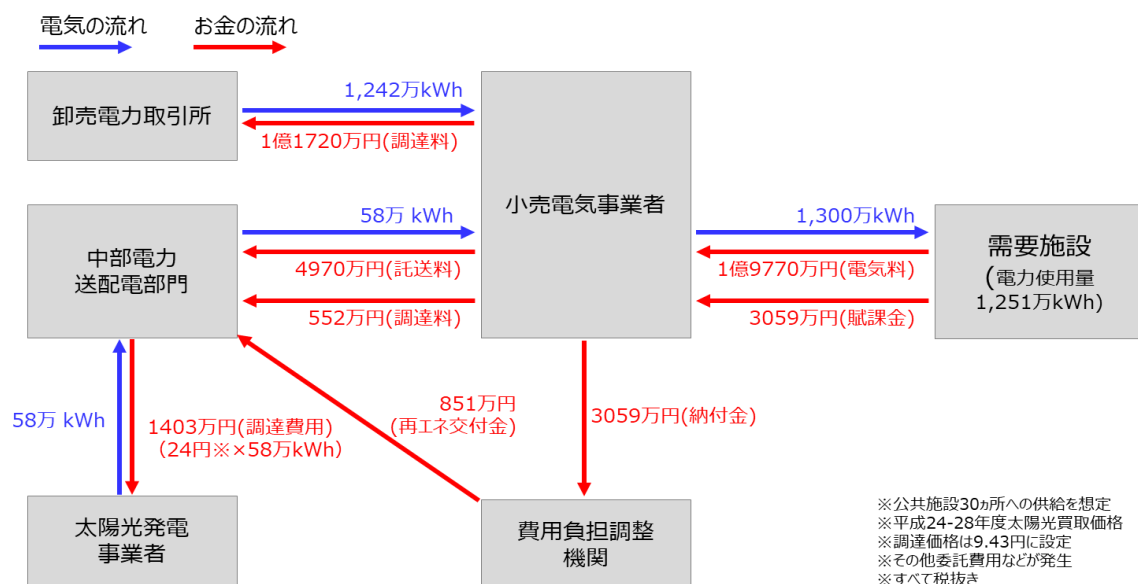 電気の流れ
お金の流れ
卸売電力取引所
1,242万kWh
1億1720万円(調達料)
小売電気事業者
中部電力
送配電部門
58万 kWh
4970万円(託送料)
552万円(調達料)
1,300万kWh
1億9770万円(電気料)
3059万円(賦課金)
需要施設
(電力使用量
1,251万kWh)
58万 kWh
1403万円(調達費用)
(24円※×58万kWh)
851万円
(再エネ交付金)
3059万円(納付金)
太陽光発電
事業者
費用負担調整
機関
※公共施設30ヵ所への供給を想定
※平成24-28年度太陽光買取価格
※調達価格は9.43円に設定
※その他委託費用などが発生
※すべて税抜き